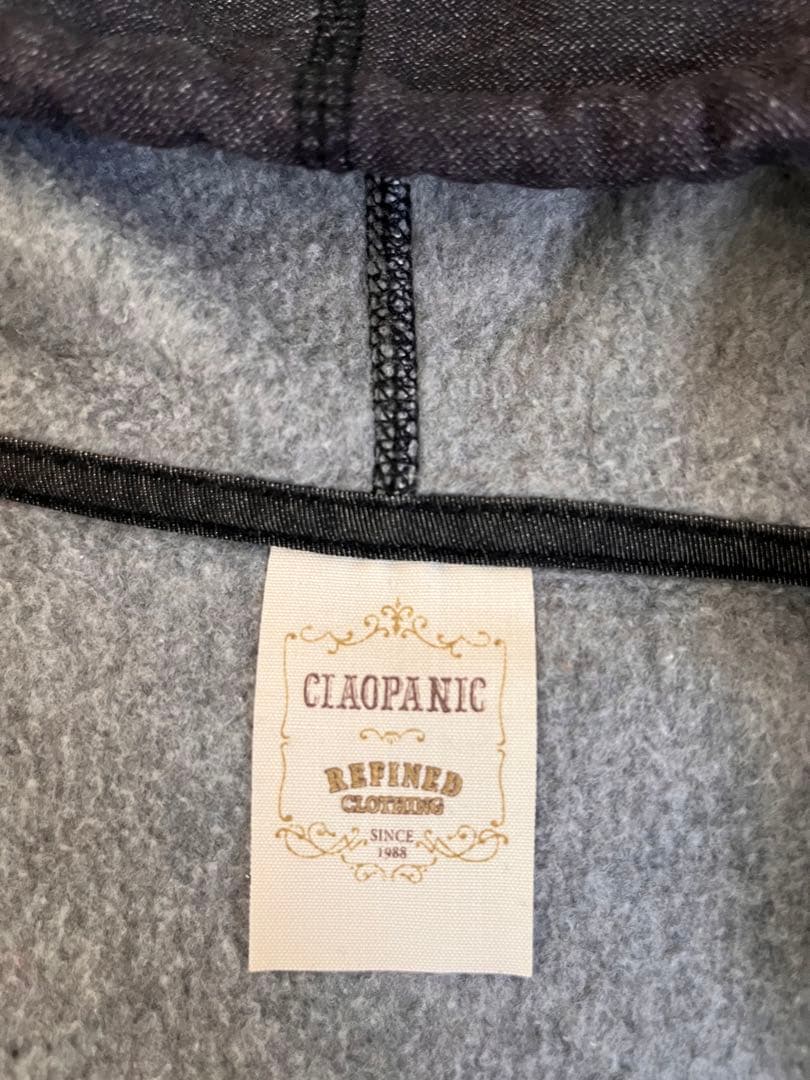 CIAOPANIC
REFINED
CLOTHING
SINCE
1988